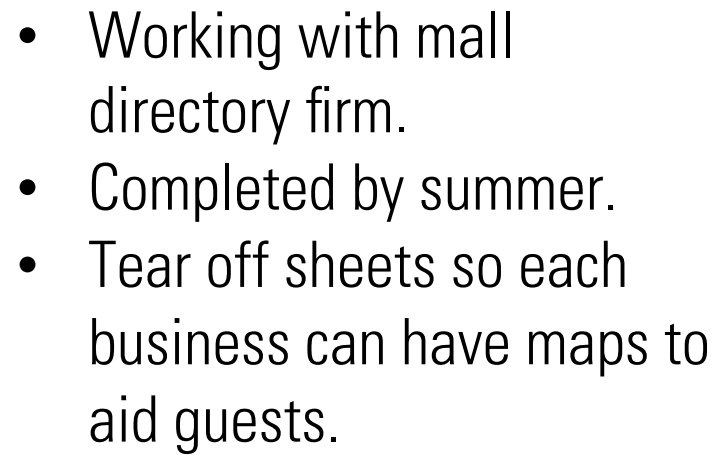 • Working with mall
directory firm.
• Completed by summer.
• Tear off sheets so each
business can have maps to
aid guests.